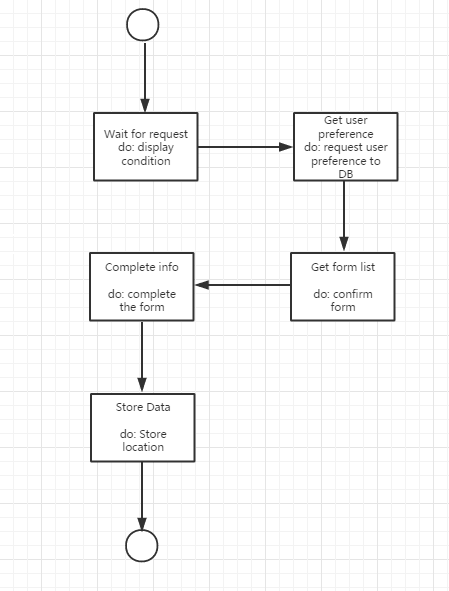 Wait for request
do: display
condition
Get user
preference
do: request user
preference to
DB
Complete info
do: complete
the form
Get form list
do: confirm
form
Store Data
do: Store
location